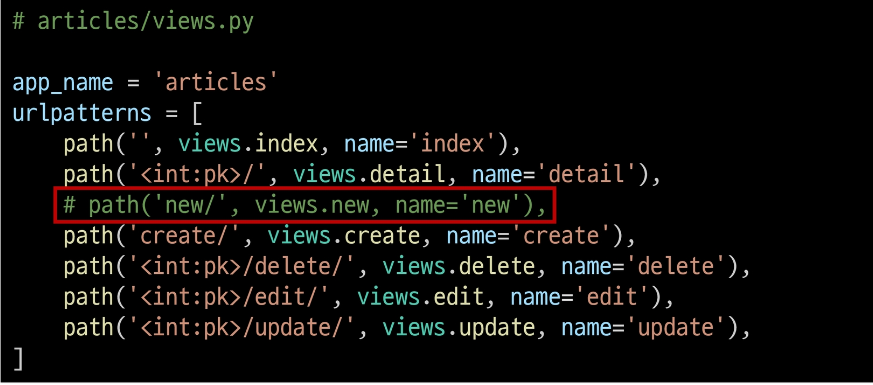 # articles/views.py
app_name = 'articles'
urlpatterns = [
path('', views.index, name='index'),
path('<int:pk>/', views.detail, name='detail'),
# path('new/', views.new, name='new'),
path('create/', views.create, name='create'),
path('<int:pk>/delete/', views.delete, name='delete'),
path('<int:pk>/edit/', views.edit, name='edit'),
path('<int:pk>/update/', views.update, name='update'),
]